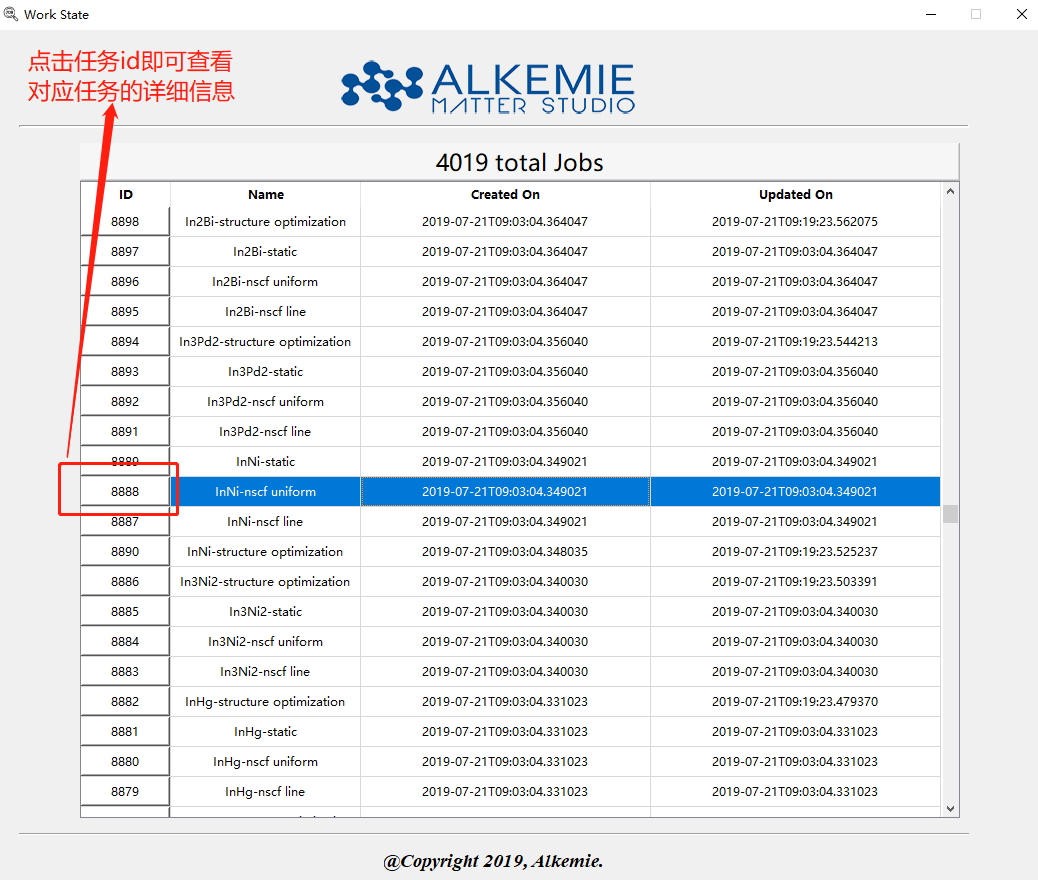 Work State
点击任务id即可查看
对应任务的详细信息
ALKEMIE
MATTER STUDIO
4019 total Jobs
ID Name Created On Updated On
8898 In2Bi-structure optimization 2019-07-21T09:03:04.364047 2019-07-21T09:19:23.562075
8897 In2Bi-static 2019-07-21T09:03:04.364047 2019-07-21T09:03:04.364047
8896 In2Bi-nscf uniform 2019-07-21T09:03:04.364047 2019-07-21T09:03:04.364047
8895 In2Bi-nscf line 2019-07-21T09:03:04.364047 2019-07-21T09:03:04.364047
8894 In3Pd2-structure optimization 2019-07-21T09:03:04.356040 2019-07-21T09:19:23.544213
8893 In3Pd2-static 2019-07-21T09:03:04.356040 2019-07-21T09:03:04.356040
8892 In3Pd2-nscf uniform 2019-07-21T09:03:04.356040 2019-07-21T09:03:04.356040
8891 In3Pd2-nscf line 2019-07-21T09:03:04.356040 2019-07-21T09:03:04.356040
8889 InNi-static 2019-07-21T09:03:04.349021 2019-07-21T09:03:04.349021
8888 InNi-nscf uniform 2019-07-21T09:03:04.349021 2019-07-21T09:03:04.349021
8887 InNi-nscf line 2019-07-21T09:03:04.349021 2019-07-21T09:03:04.349021
8890 InNi-structure optimization 2019-07-21T09:03:04.348035 2019-07-21T09:19:23.525237
8886 In3Ni2-structure optimization 2019-07-21T09:03:04.340030 2019-07-21T09:19:23.503391
8885 In3Ni2-static 2019-07-21T09:03:04.340030 2019-07-21T09:03:04.340030
8884 In3Ni2-nscf uniform 2019-07-21T09:03:04.340030 2019-07-21T09:03:04.340030
8883 In3Ni2-nscf line 2019-07-21T09:03:04.340030 2019-07-21T09:03:04.340030
8882 InHg-structure optimization 2019-07-21T09:03:04.331023 2019-07-21T09:19:23.479370
8881 InHg-static 2019-07-21T09:03:04.331023 2019-07-21T09:03:04.331023
8880 InHg-nscf uniform 2019-07-21T09:03:04.331023 2019-07-21T09:03:04.331023
8879 InHg-nscf line 2019-07-21T09:03:04.331023 2019-07-21T09:03:04.331023
@Copyright 2019, Alkemie.